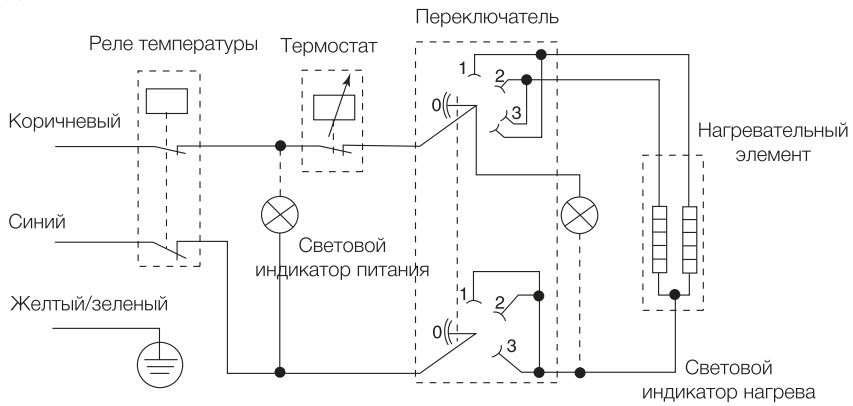 Переключатель
Реле температуры
Термостат
1
2
0
3
Коричневый
Нагревательный
элемент
Синий
Световой
индикатор питания
1
2
Желтый/зеленый
0
3
Световой
индикатор нагрева